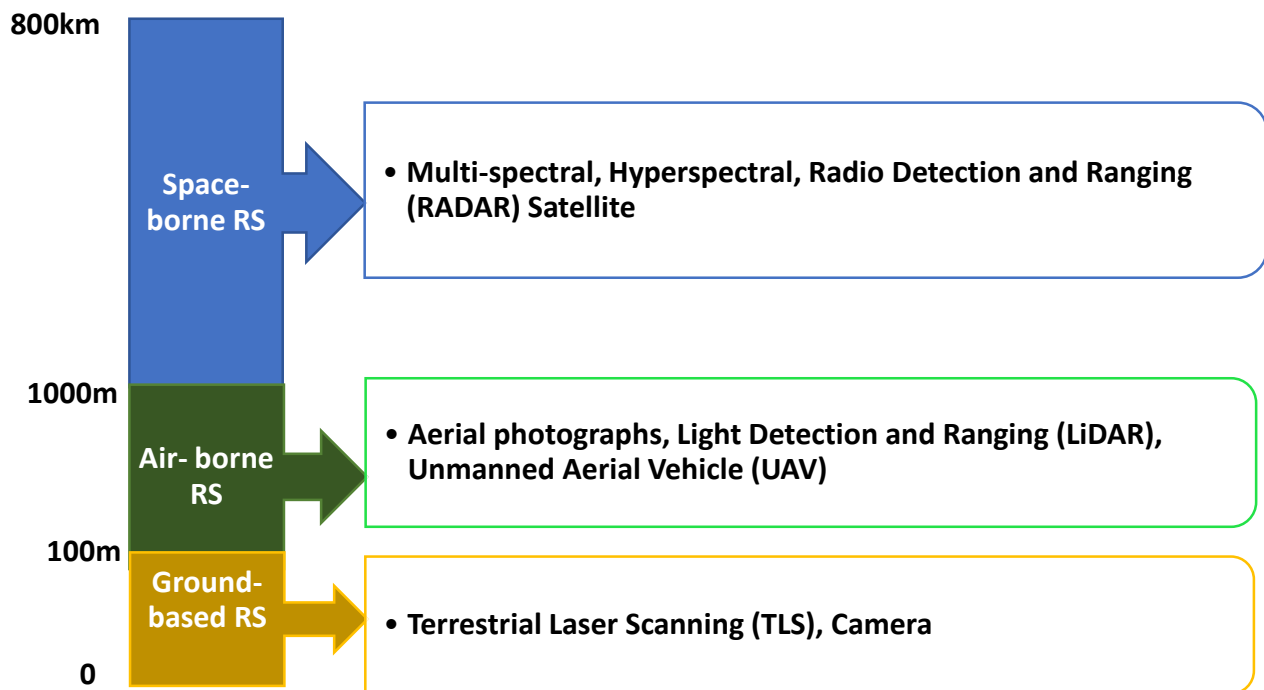 800km
Space-
borne RS
• Multi-spectral, Hyperspectral, Radio Detection and Ranging
(RADAR) Satellite
1000m
Air- borne
RS
• Aerial photographs, Light Detection and Ranging (LiDAR),
Unmanned Aerial Vehicle (UAV)
100m
Ground-
based RS
• Terrestrial Laser Scanning (TLS), Camera
0